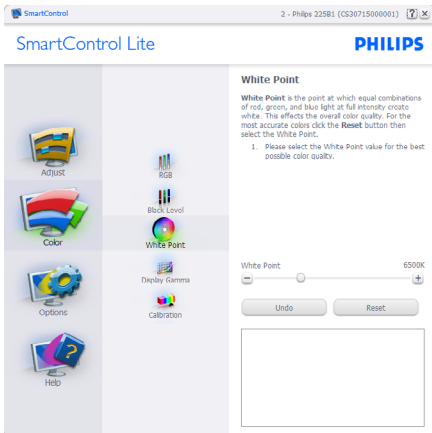 SmartControl
2 - Philips 225B1 (CS30715000001)
?
SmartControl Lite
PHILIPS
Adjust
Color
Options
Help
RGB
Black Level
White Point
Display Gamma
Calibration
White Point
White Point is the point at which equal combinations
of red, green, and blue light at full intensity create
white. This effects the overall color quality. For the
most accurate colors click the Reset button then
select the White Point.
1. Please select the White Point value for the best
possible color quality.
White Point
6500K
Undo
Reset